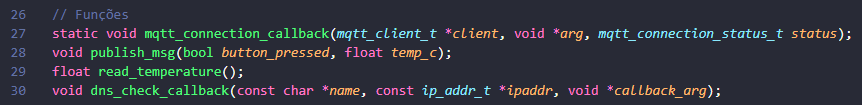 26 // Funções
27 static void mqtt_connection_callback(mqtt_client_t *client, void *arg, mqtt_connection_status_t status);
28 void publish_msg(bool button_pressed, float temp_c);
29 float read_temperature();
30 void dns_check_callback(const char *name, const ip_addr_t *ipaddr, void *callback_arg);